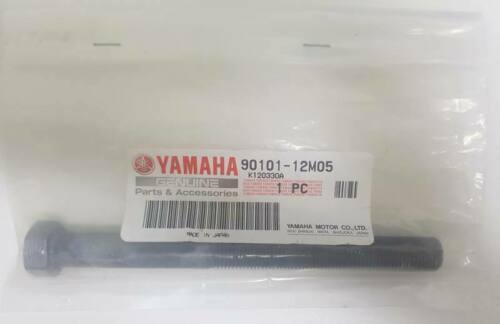 YAMAHA 90101-12M05
GENUINE K120330A
Parts & Accessories 1 PC
MADE IN JAPAN
YAMAHA MOTOR CO.,LTD.